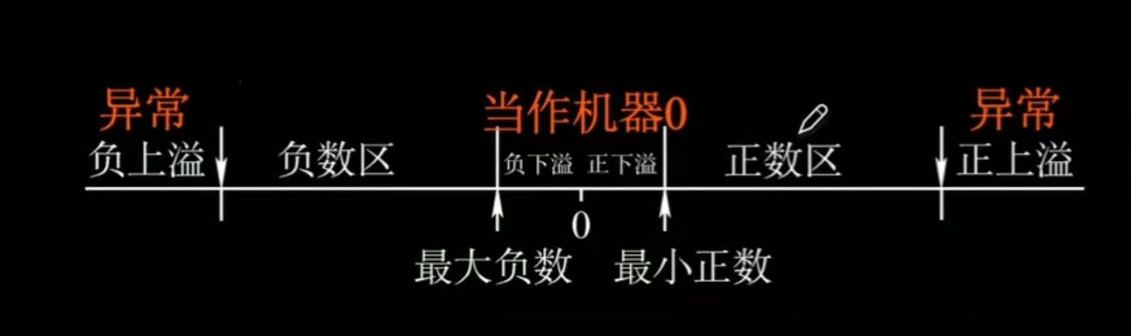 异常 当作机器0 异常
负上溢 负数区 负下溢 正下溢 正数区 正上溢
0
最大负数 最小正数